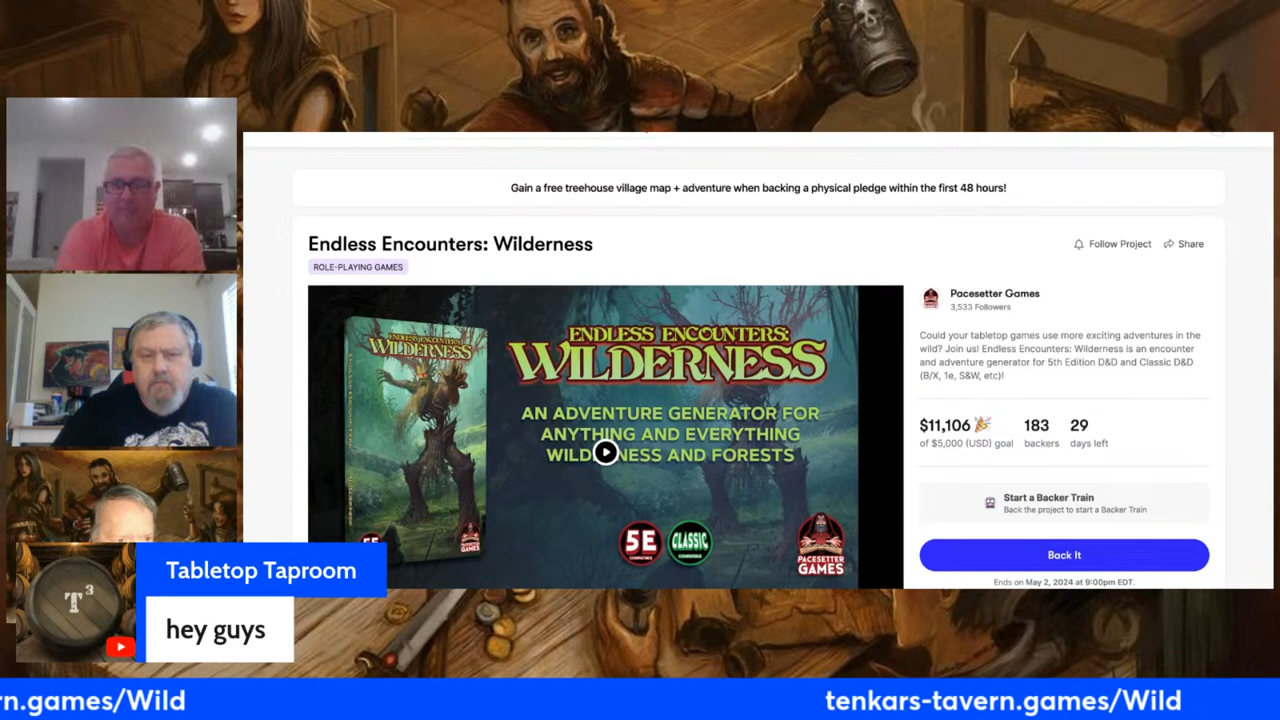 Gain a free treehouse village map + adventure when backing a physical pledge within the first 48 hours!
Endless Encounters: Wilderness
Follow Project
Share
ROLE-PLAYING GAMES
ENDLESS ENCOUNTERS:
WILDERNESS
ENDLESS ENCOUNTERS:
WILDERNESS
AN ADVENTURE GENERATOR FOR
ANYTHING AND EVERYTHING
NESS AND FORESTS
5E
COMPATIBLE
CLASSIC
COMPATIBLE
PACESETTER
GAMES
Pacesetter Games
3,533 Followers
Could your tabletop games use more exciting adventures in the
wild? Join us! Endless Encounters: Wilderness is an encounter
and adventure generator for 5th Edition D&D and Classic D&D
(B/X, 1e, S&W, etc)!
$11,106
of $5,000 (USD) goal
183
backers
29
days left
Start a Backer Train
Back the project to start a Backer Train
Back It
Ends on May 2, 2024 at 9:00pm EDT.
T3
Tabletop Taproom
hey guys
rn.games/Wild
tenkars-tavern.games/Wild